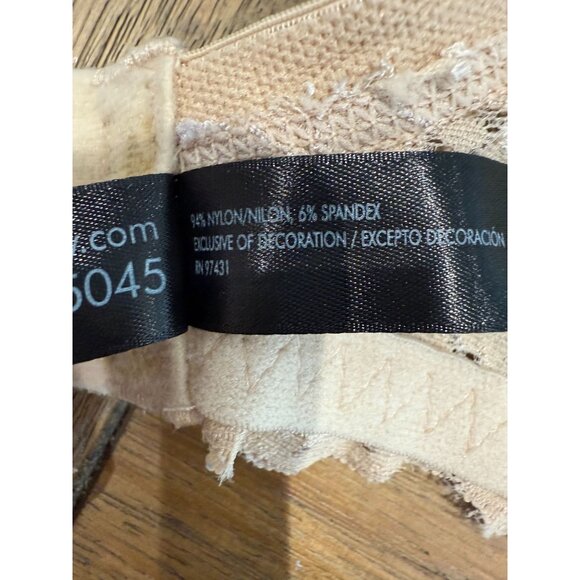 94% NYLON/NILON, 6% SPANDEX
EXCLUSIVE OF DECORATION / EXCEPTO DECORACIÓN
RN 97431
.com
5045